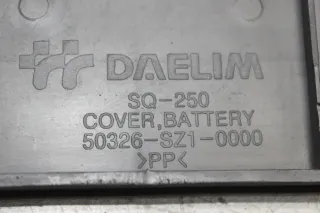 DAELIM
SQ-250
COVER,BATTERY
50326-SZ1-0000
>PP<